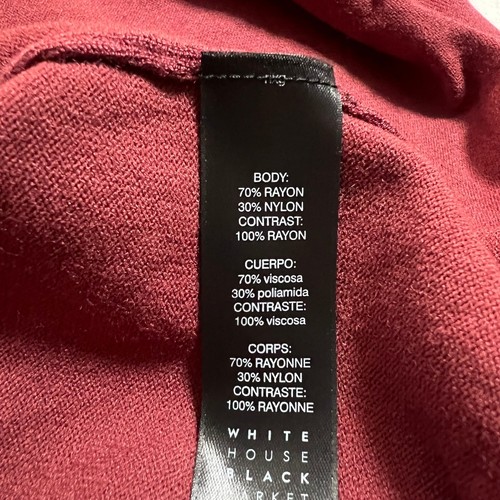 BODY:
70% RAYON
30% NYLON
CONTRAST:
100% RAYON
CUERPO:
70% viscosa
30% poliamida
CONTRASTE:
100% viscosa
CORPS:
70% RAYONNE
30% NYLON
CONTRASTE:
100% RAYONNE
WHITE
HOUSE
BLACK
MARKET